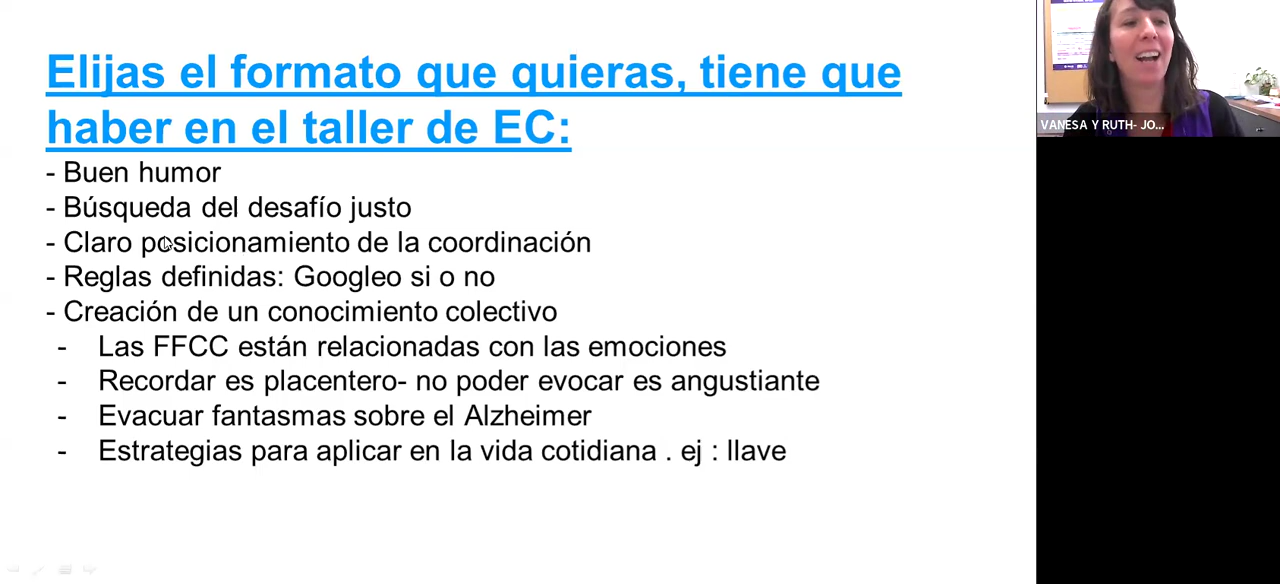 Elijas el formato que quieras, tiene que
haber en el taller de EC:
- Buen humor
- Búsqueda del desafío justo
- Claro posicionamiento de la coordinación
- Reglas definidas: Googleo si o no
- Creación de un conocimiento colectivo
- Las FFCC están relacionadas con las emociones
- Recordar es placentero- no poder evocar es angustiante
- Evacuar fantasmas sobre el Alzheimer
- Estrategias para aplicar en la vida cotidiana . ej : llave
VANESA Y RUTH- JO...